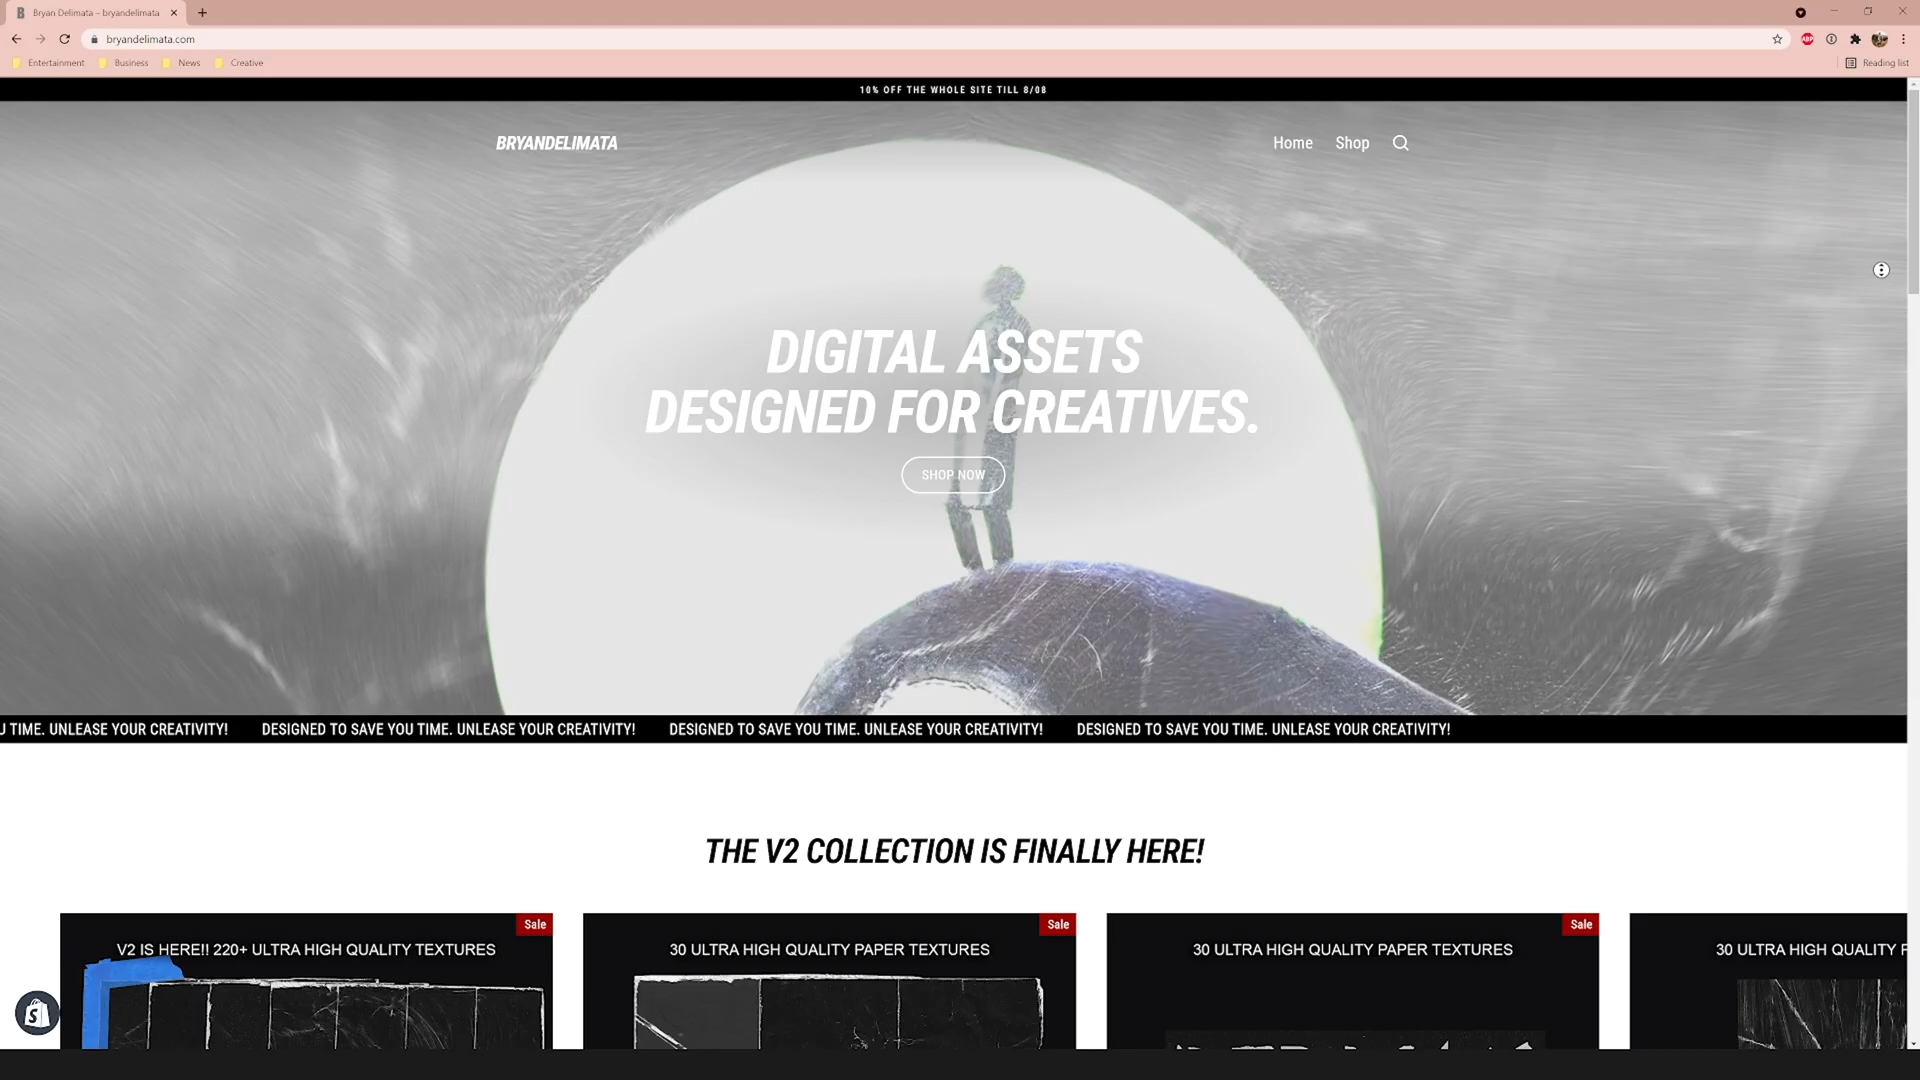 Bryan Delimata – bryandelimata
bryandelimata.com
ABP
Entertainment
Business
News
Creative
Reading list
10% OFF THE WHOLE SITE TILL 8/08
BRYANDELIMATA
Home
Shop
DIGITAL ASSETS
DESIGNED FOR CREATIVES.
SHOP NOW
U TIME. UNLEASE YOUR CREATIVITY! DESIGNED TO SAVE YOU TIME. UNLEASE YOUR CREATIVITY! DESIGNED TO SAVE YOU TIME. UNLEASE YOUR CREATIVITY! DESIGNED TO SAVE YOU TIME. UNLEASE YOUR CREATIVITY!
THE V2 COLLECTION IS FINALLY HERE!
Sale
V2 IS HERE!! 220+ ULTRA HIGH QUALITY TEXTURES
Sale
30 ULTRA HIGH QUALITY PAPER TEXTURES
Sale
30 ULTRA HIGH QUALITY PAPER TEXTURES
30 ULTRA HIGH QUALITY